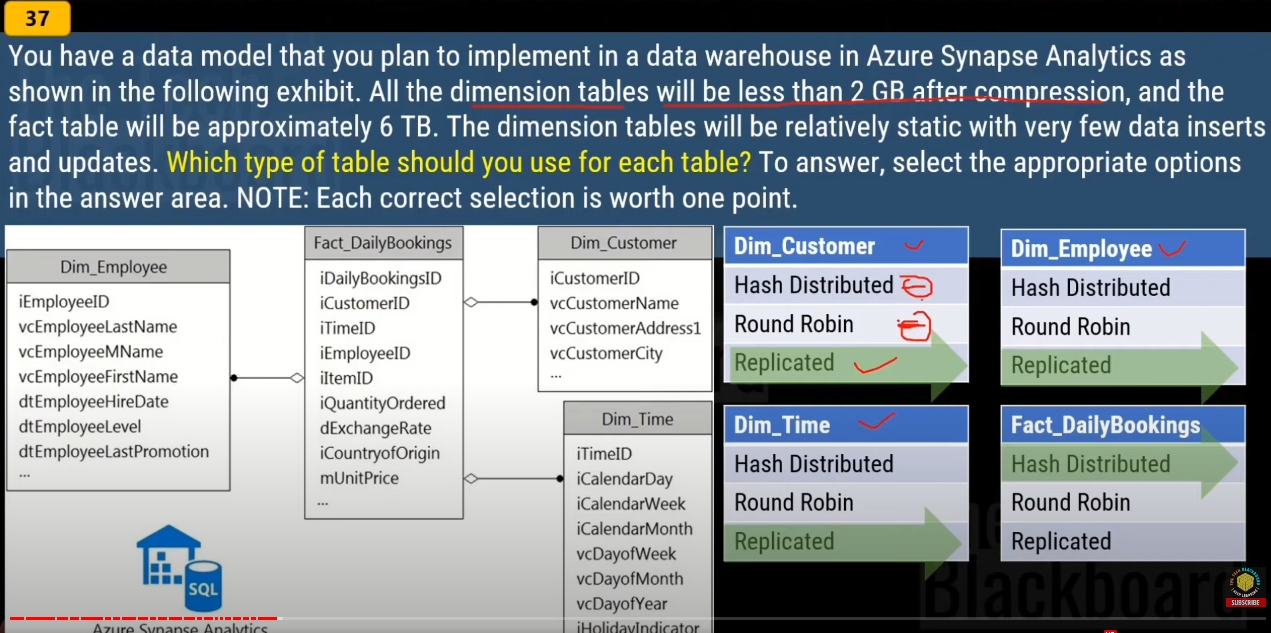 37
You have a data model that you plan to implement in a data warehouse in Azure Synapse Analytics as
shown in the following exhibit. All the dimension tables will be less than 2 GB after compression, and the
fact table will be approximately 6 TB. The dimension tables will be relatively static with very few data inserts
and updates. Which type of table should you use for each table? To answer, select the appropriate options
in the answer area. NOTE: Each correct selection is worth one point.
Dim_Employee
iEmployeeID
vcEmployeeLastName
vcEmployeeMName
vcEmployeeFirstName
dtEmployeeHireDate
dtEmployeeLevel
dtEmployeeLastPromotion
...
Fact_DailyBookings
iDailyBookingsID
iCustomerID
iTimeID
iEmployeeID
iItemID
iQuantityOrdered
dExchangeRate
iCountryofOrigin
mUnitPrice
...
Dim_Customer
iCustomerID
vcCustomerName
vcCustomerAddress1
vcCustomerCity
...
Dim_Time
iTimeID
iCalendarDay
iCalendarWeek
iCalendarMonth
vcDayofWeek
vcDayofMonth
vcDayofYear
iHolidayIndicator
Dim_Customer
Hash Distributed
Round Robin
Replicated
Dim_Employee
Hash Distributed
Round Robin
Replicated
Dim_Time
Hash Distributed
Round Robin
Replicated
Fact_DailyBookings
Hash Distributed
Round Robin
Replicated
SQL
Azure Synapse Analytics
Blackboard
SUBSCRIBE